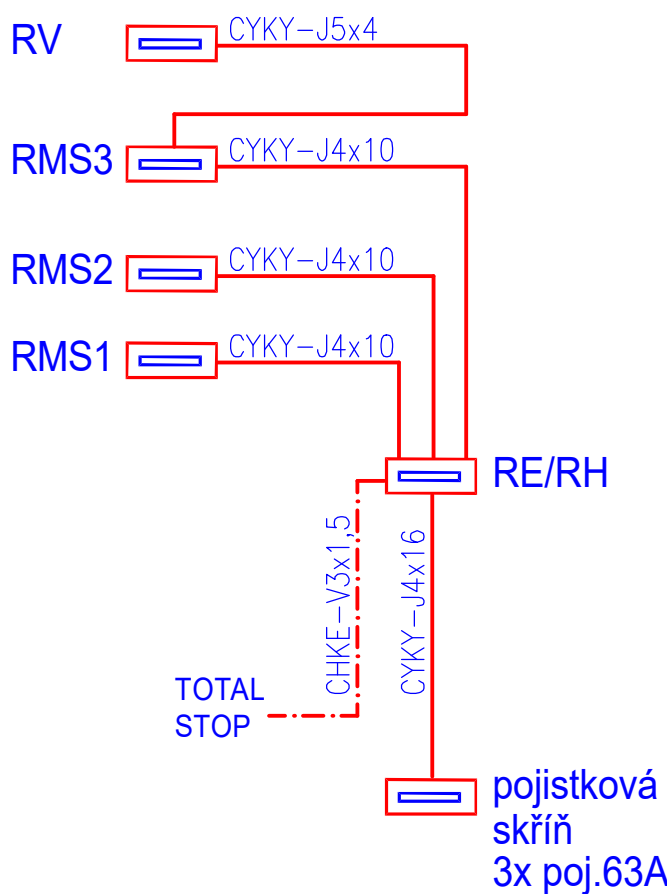 RV
CYKY-J5x4
RMS3
CYKY-J4x10
RMS2
CYKY-J4x10
RMS1
CYKY-J4x10
RE/RH
CHKE-V3x1,5
CYKY-J4x16
TOTAL
STOP
pojistková
skříň
3x poj.63A